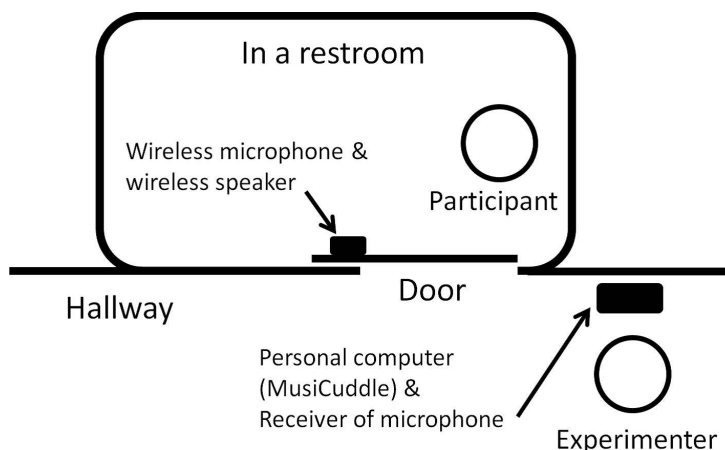 In a restroom
Wireless microphone &
wireless speaker
Participant
Door
Hallway
Personal computer
(MusiCuddle) &
Receiver of microphone
Experimenter